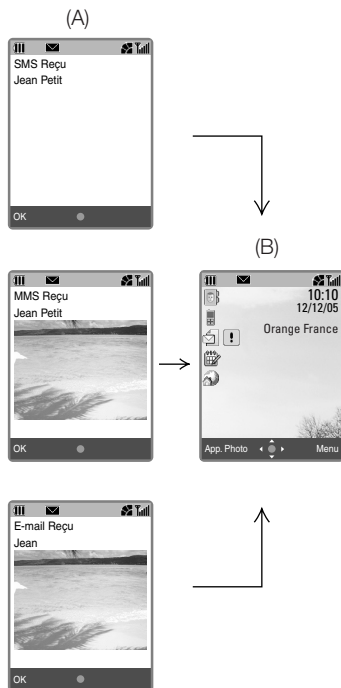 (A)
SMS Reçu
Jean Petit
OK
(B)
MMS Reçu
Jean Petit
OK
10:10
12/12/05
Orange France
App. Photo
Menu
E-mail Reçu
Jean
OK